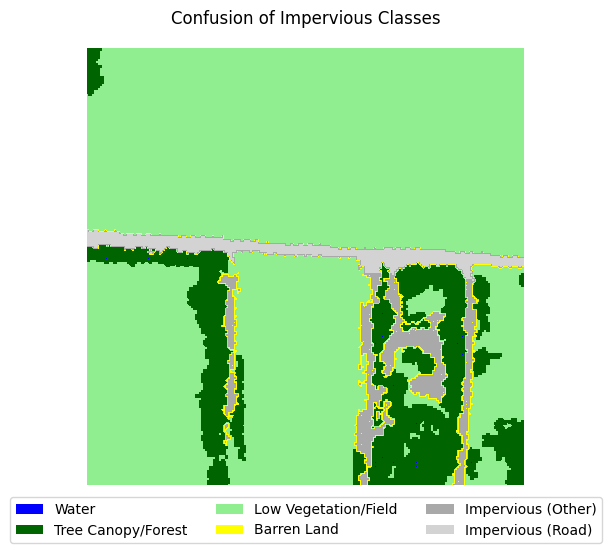 Confusion of Impervious Classes
Water
Tree Canopy/Forest
Low Vegetation/Field
Barren Land
Impervious (Other)
Impervious (Road)